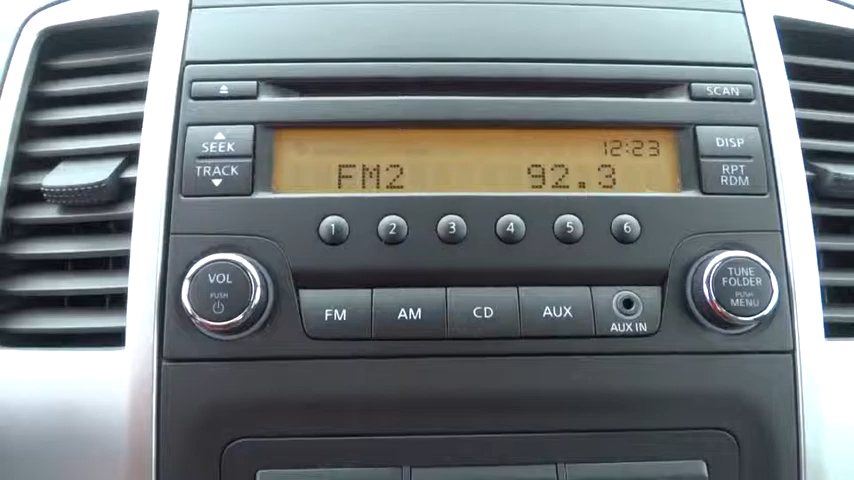 SCAN
SEEK
12:23
DISP
TRACK
FM2 92.3
RPT
RDM
1 2 3 4 5 6
VOL
PUSH
TUNE
FOLDER
PUSH
MENU
FM AM CD AUX
AUX IN